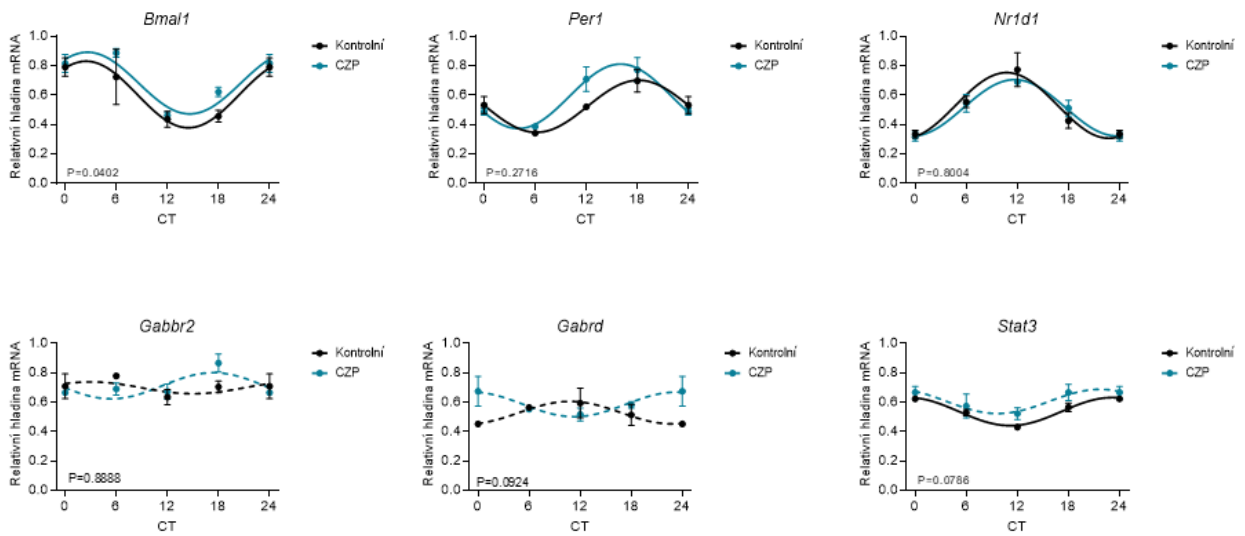 Bmal1
Relativní hladina mRNA
1.0
0.8
0.6
0.4
0.2
0.0
P=0.0402
0 6 12 18 24
CT
Kontrolní
CZP
Per1
Relativní hladina mRNA
1.0
0.8
0.6
0.4
0.2
0.0
P=0.2716
0 6 12 18 24
CT
Kontrolní
CZP
Nr1d1
Relativní hladina mRNA
1.0
0.8
0.6
0.4
0.2
0.0
P=0.8004
0 6 12 18 24
CT
Kontrolní
CZP
Gabbr2
Relativní hladina mRNA
1.0
0.8
0.6
0.4
0.2
0.0
P=0.8888
0 6 12 18 24
CT
Kontrolní
CZP
Gabrd
Relativní hladina mRNA
1.0
0.8
0.6
0.4
0.2
0.0
P=0.0924
0 6 12 18 24
CT
Kontrolní
CZP
Stat3
Relativní hladina mRNA
1.0
0.8
0.6
0.4
0.2
0.0
P=0.0786
0 6 12 18 24
CT
Kontrolní
CZP